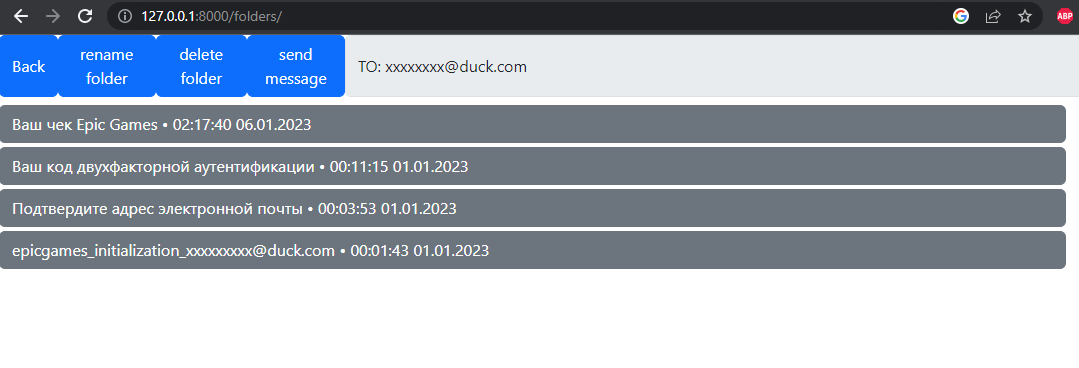 127.0.0.1:8000/folders/
ABP
Back
rename
folder
delete
folder
send
message
TO: xxxxxxxx@duck.com
Ваш чек Epic Games • 02:17:40 06.01.2023
Ваш код двухфакторной аутентификации • 00:11:15 01.01.2023
Подтвердите адрес электронной почты • 00:03:53 01.01.2023
epicgames_initialization_xxxxxxxxx@duck.com • 00:01:43 01.01.2023